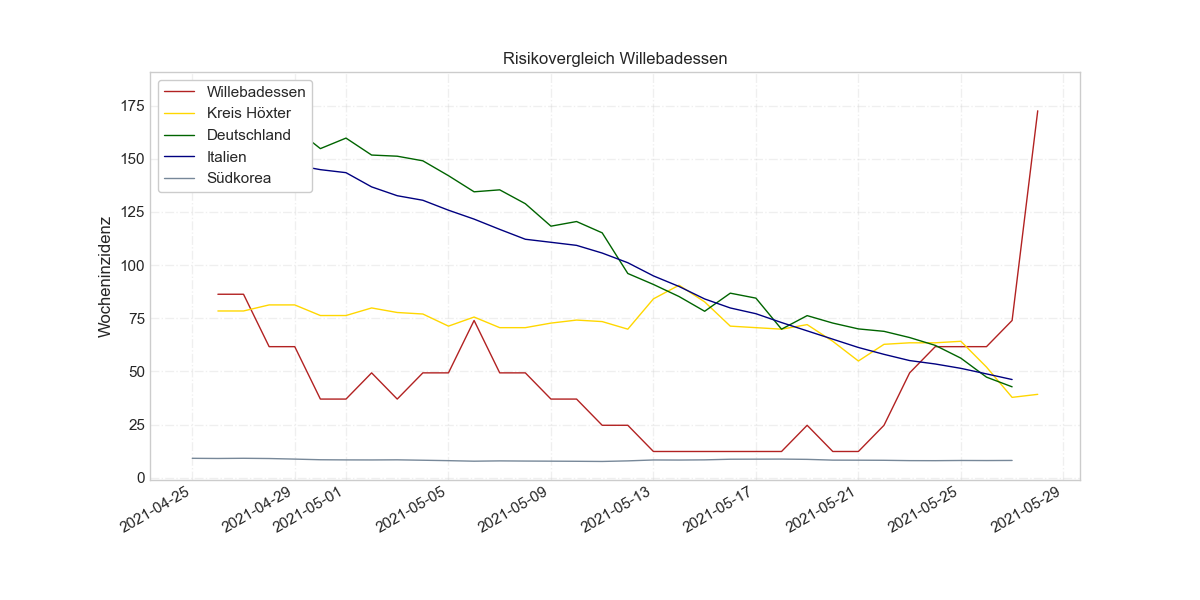 Risikovergleich Willebadessen
Willebadessen
Kreis Höxter
Deutschland
Italien
Südkorea
Wocheninzidenz
175
150
125
100
75
50
25
0
2021-04-25
2021-04-29
2021-05-01
2021-05-05
2021-05-09
2021-05-13
2021-05-17
2021-05-21
2021-05-25
2021-05-29